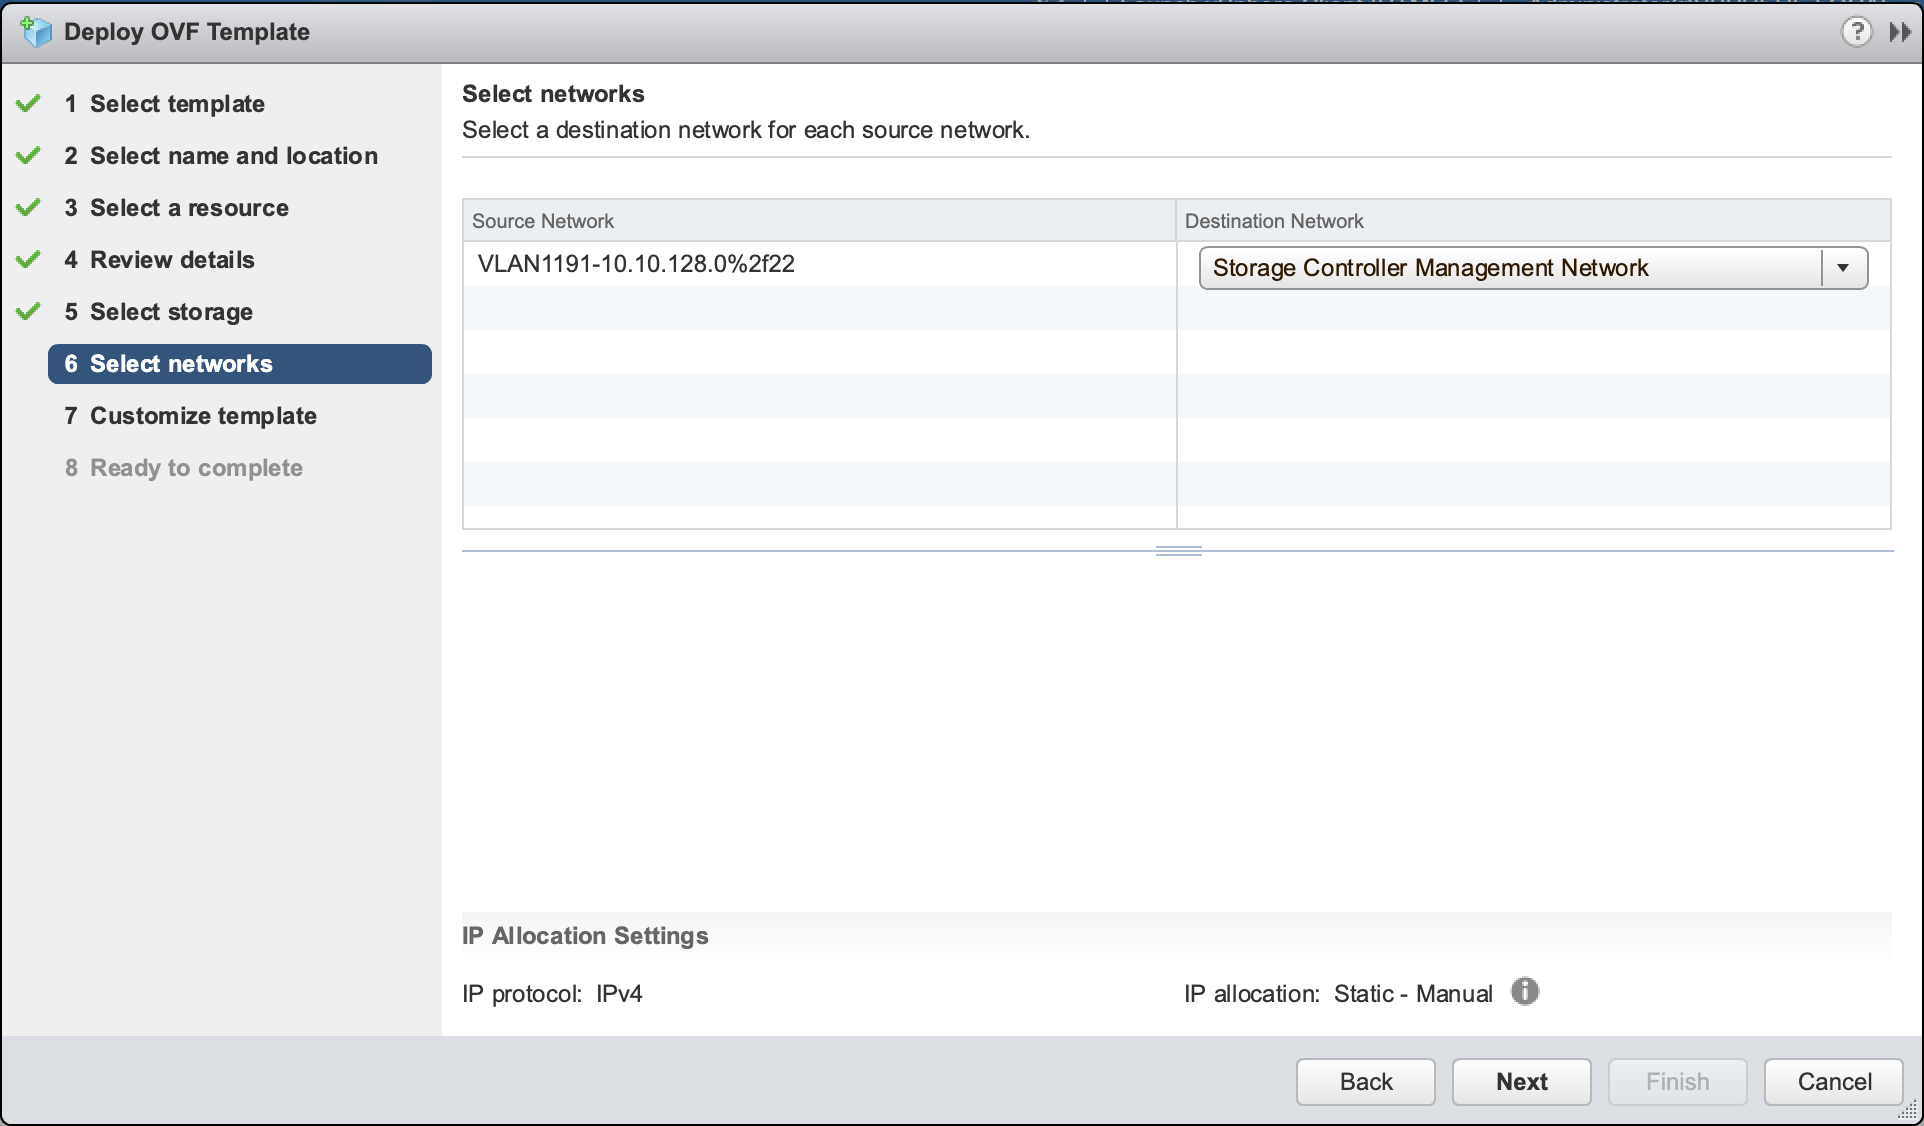 Deploy OVF Template
?
1 Select template
2 Select name and location
3 Select a resource
4 Review details
5 Select storage
6 Select networks
7 Customize template
8 Ready to complete
Select networks
Select a destination network for each source network.
Source Network Destination Network
VLAN1191-10.10.128.0%2f22 Storage Controller Management Network
IP Allocation Settings
IP protocol: IPv4 IP allocation: Static - Manual i
Back Next Finish Cancel